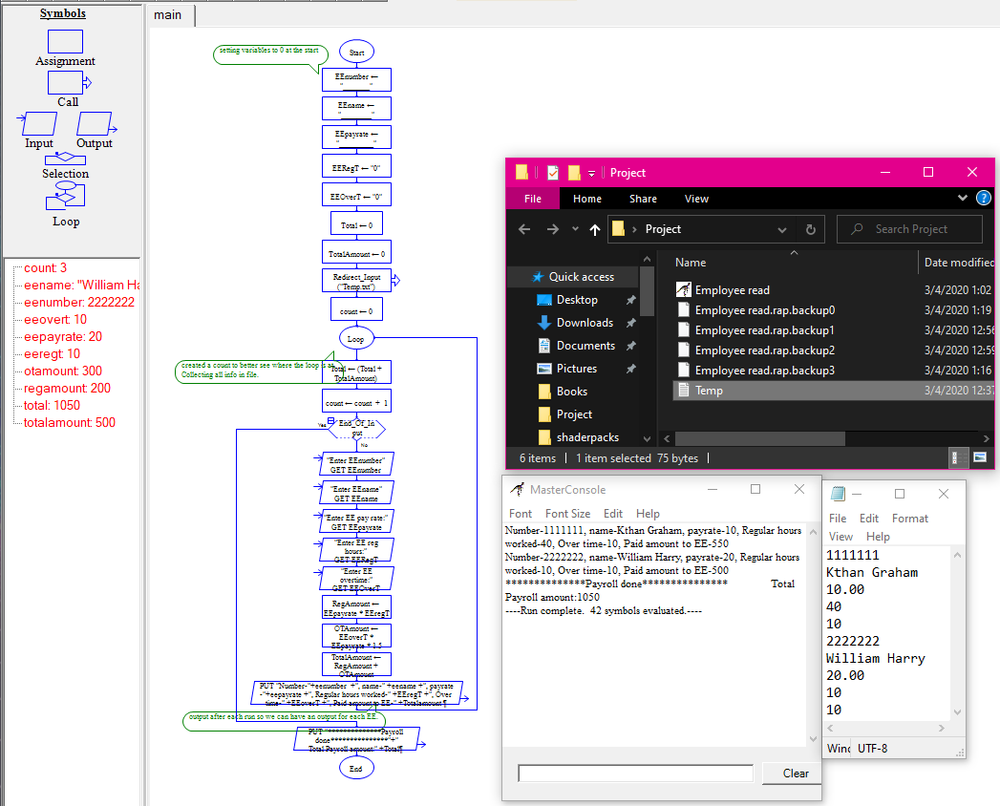 Symbols
Assignment
Call
Input Output
Selection
Loop
count: 3
eename: "William Ha
eenumber: 2222222
eeovert: 10
eepayrate: 20
eeregt: 10
otamount: 300
regamount: 200
total: 1050
totalamount: 500
main
setting variables to 0 at the start
Start
EEnumber ←
"________"
EEname ←
"________"
EEpayrate ←
"________"
EERegT ← "0"
EEOverT ← "0"
Total ← 0
TotalAmount ← 0
Redirect_Input
("Temp.txt")
count ← 0
Loop
created a count to better see where the loop is at
Collecting all info in file.
Total ← (Total +
TotalAmount)
count ← count + 1
Yes
End_Of_In
put
No
"Enter EEnumber"
GET EEnumber
"Enter EEname"
GET EEname
"Enter EE pay rate:"
GET EEpayrate
"Enter EE reg
hours:"
GET EERegT
"Enter EE
overtime:"
GET EEOverT
RegAmount ←
EEpayrate * EEregT
OTAmount ←
EEoverT *
EEpayrate * 1.5
TotalAmount ←
RegAmount +
OTAmount
PUT "Number-"+eenumber +", name-" +eename +", payrate
-"+eepayrate +", Regular hours worked-" +EEregT +", Over
time-" +EEoverT +", Paid amount to EE-" +Totalamount¶
output after each run so we can have an output for each EE.
PUT "**************Payroll
done***************"+"
Total Payroll amount:" +Total¶
End
Project
File Home Share View
Project
Search Project
Quick access
Desktop
Downloads
Documents
Pictures
Books
Project
shaderpacks
Name Date modified
Employee read 3/4/2020 1:02
Employee read.rap.backup0 3/4/2020 1:19
Employee read.rap.backup1 3/4/2020 12:56
Employee read.rap.backup2 3/4/2020 12:59
Employee read.rap.backup3 3/4/2020 1:16
Temp 3/4/2020 12:37
6 items 1 item selected 75 bytes
MasterConsole
Font Font Size Edit Help
Number-1111111, name-Kthan Graham, payrate-10, Regular hours
worked-40, Over time-10, Paid amount to EE-550
Number-2222222, name-William Harry, payrate-20, Regular hours
worked-10, Over time-10, Paid amount to EE-500
**************Payroll done*************** Total
Payroll amount:1050
----Run complete. 42 symbols evaluated.----
Clear
File Edit Format
View Help
1111111
Kthan Graham
10.00
40
10
2222222
William Harry
20.00
10
10
Wind UTF-8